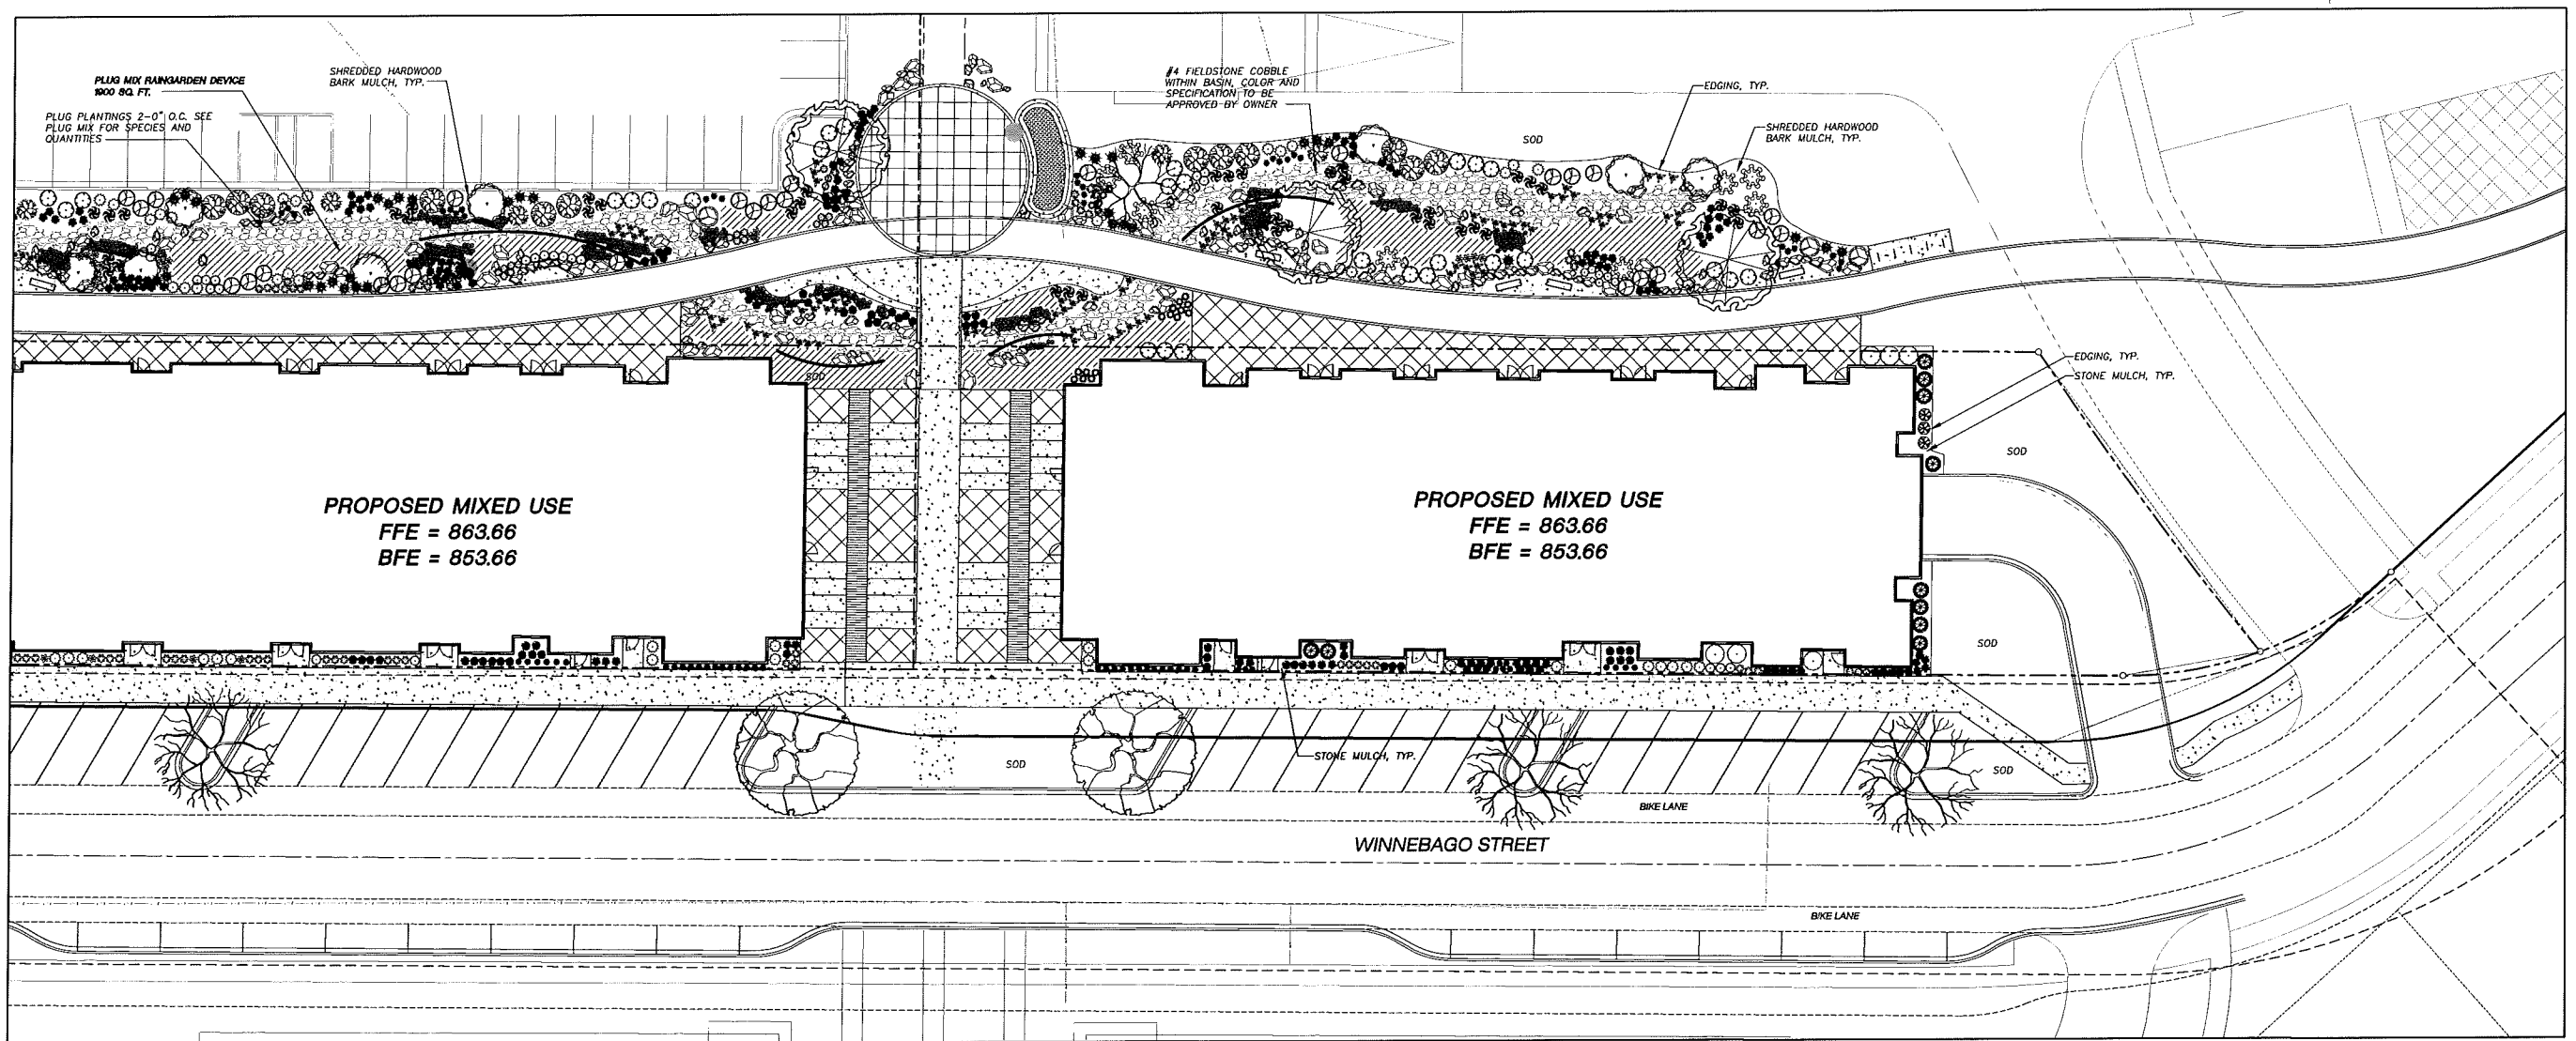 PLUG MIX RAINGARDEN DEVICE
1900 SQ. FT.
PLUG PLANTINGS 2-0" O.C. SEE
PLUG MIX FOR SPECIES AND
QUANTITIES
SHREDDED HARDWOOD
BARK MULCH, TYP.
#4 FIELDSTONE COBBLE
WITHIN BASIN, COLOR AND
SPECIFICATION TO BE
APPROVED BY OWNER
EDGING, TYP.
SOD
SHREDDED HARDWOOD
BARK MULCH, TYP.
SOD
EDGING, TYP.
STONE MULCH, TYP.
SOD
PROPOSED MIXED USE
FFE = 863.66
BFE = 853.66
PROPOSED MIXED USE
FFE = 863.66
BFE = 853.66
SOD
STONE MULCH, TYP.
SOD
SOD
BIKE LANE
WINNEBAGO STREET
BIKE LANE